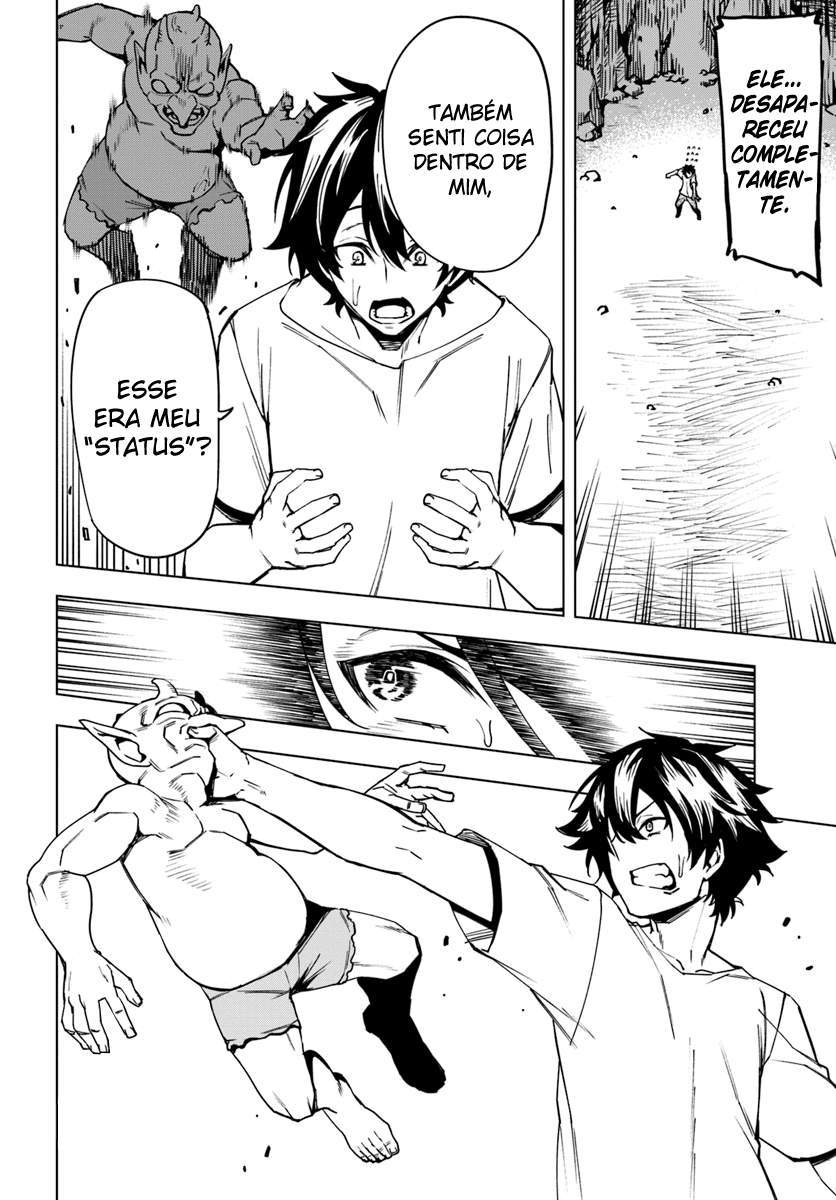 ELE...
DESAPA-
RECEU
COMPLE-
TAMEN-
TE.
TAMBÉM
SENTI COISA
DENTRO DE
MIM,
ESSE
ERA MEU
“STATUS”?